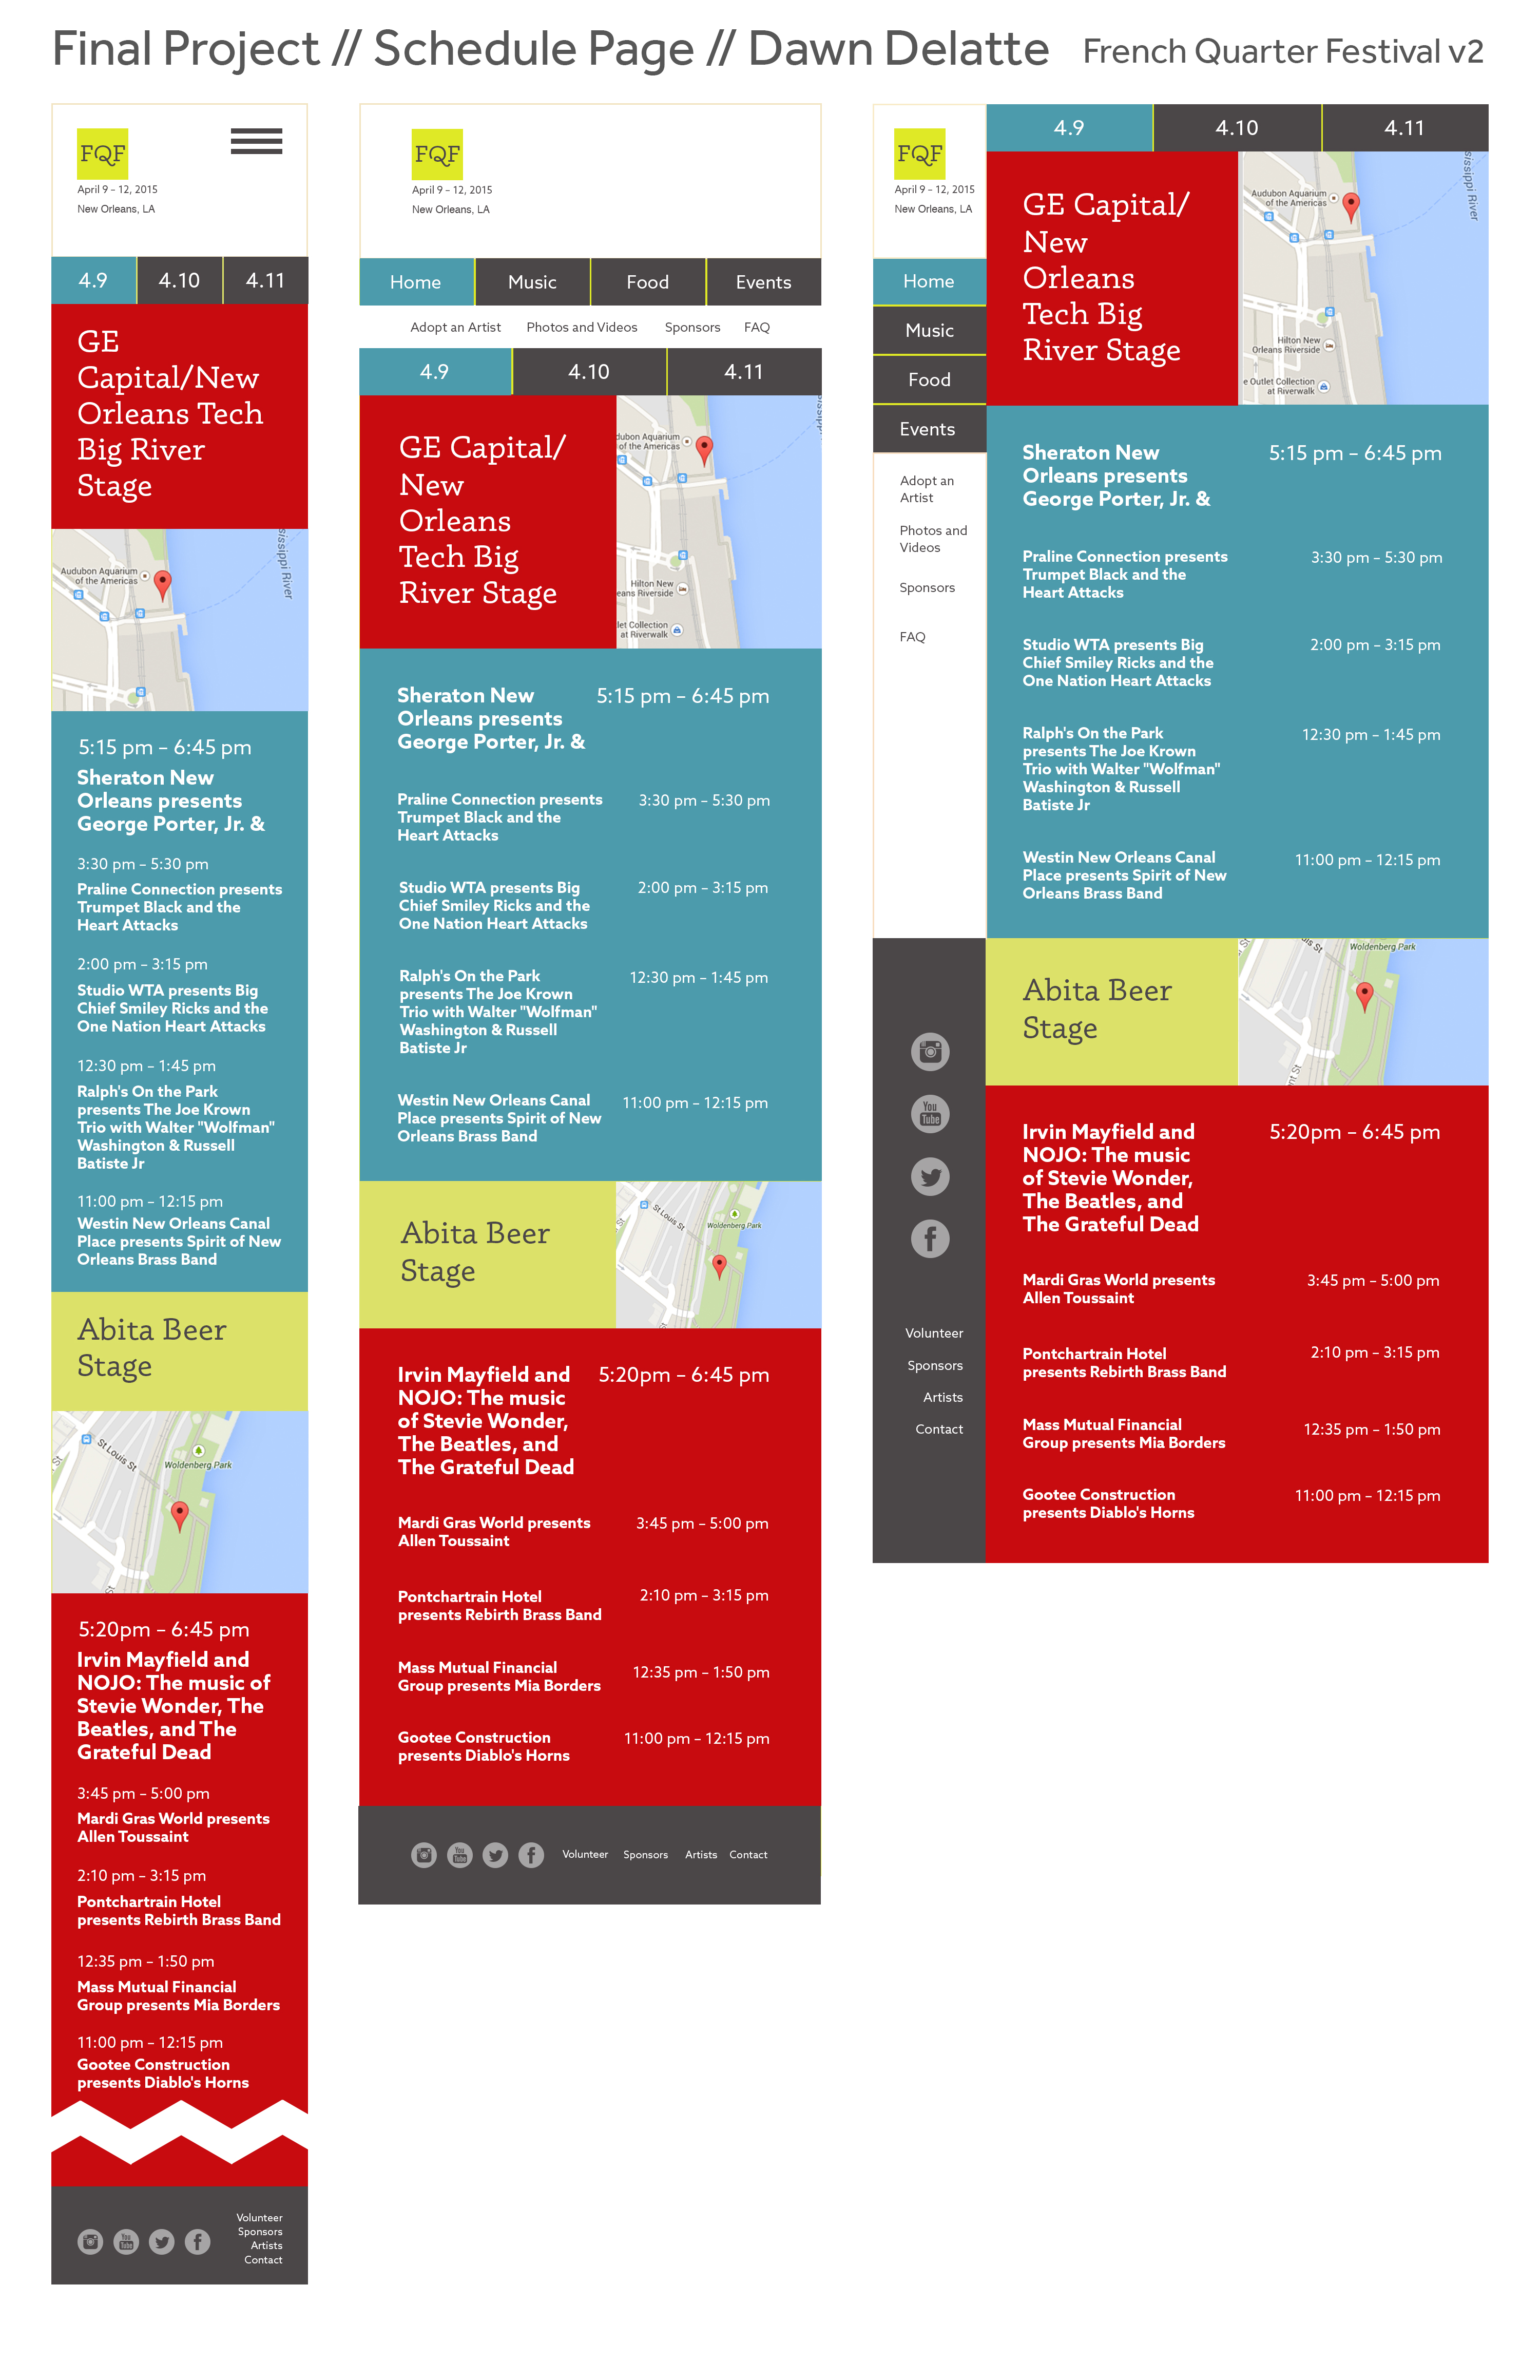 Final Project // Schedule Page // Dawn Delatte French Quarter Festival v2
FQF
April 9 – 12, 2015
New Orleans, LA
4.9 4.10 4.11
GE
Capital/New
Orleans Tech
Big River
Stage
Audubon Aquarium
of the Americas
sissippi River
5:15 pm – 6:45 pm
Sheraton New
Orleans presents
George Porter, Jr. &
3:30 pm – 5:30 pm
Praline Connection presents
Trumpet Black and the
Heart Attacks
2:00 pm – 3:15 pm
Studio WTA presents Big
Chief Smiley Ricks and the
One Nation Heart Attacks
12:30 pm – 1:45 pm
Ralph's On the Park
presents The Joe Krown
Trio with Walter "Wolfman"
Washington & Russell
Batiste Jr
11:00 pm – 12:15 pm
Westin New Orleans Canal
Place presents Spirit of New
Orleans Brass Band
Abita Beer
Stage
St Louis St
Woldenberg Park
St
St
5:20pm – 6:45 pm
Irvin Mayfield and
NOJO: The music of
Stevie Wonder, The
Beatles, and The
Grateful Dead
3:45 pm – 5:00 pm
Mardi Gras World presents
Allen Toussaint
2:10 pm – 3:15 pm
Pontchartrain Hotel
presents Rebirth Brass Band
12:35 pm – 1:50 pm
Mass Mutual Financial
Group presents Mia Borders
11:00 pm – 12:15 pm
Gootee Construction
presents Diablo's Horns
You Tube
Volunteer
Sponsors
Artists
Contact
FQF
April 9 – 12, 2015
New Orleans, LA
Home Music Food Events
Adopt an Artist Photos and Videos Sponsors FAQ
4.9 4.10 4.11
GE Capital/
New
Orleans
Tech Big
River Stage
dubon Aquarium
of the Americas
Hilton New
eans Riverside
let Collection
at Riverwalk
Sheraton New 5:15 pm – 6:45 pm
Orleans presents
George Porter, Jr. &
Praline Connection presents 3:30 pm – 5:30 pm
Trumpet Black and the
Heart Attacks
Studio WTA presents Big 2:00 pm – 3:15 pm
Chief Smiley Ricks and the
One Nation Heart Attacks
Ralph's On the Park 12:30 pm – 1:45 pm
presents The Joe Krown
Trio with Walter "Wolfman"
Washington & Russell
Batiste Jr
Westin New Orleans Canal 11:00 pm – 12:15 pm
Place presents Spirit of New
Orleans Brass Band
Abita Beer
Stage
St Louis St
Woldenberg Park
St
Irvin Mayfield and 5:20pm – 6:45 pm
NOJO: The music
of Stevie Wonder,
The Beatles, and
The Grateful Dead
Mardi Gras World presents 3:45 pm – 5:00 pm
Allen Toussaint
Pontchartrain Hotel 2:10 pm – 3:15 pm
presents Rebirth Brass Band
Mass Mutual Financial 12:35 pm – 1:50 pm
Group presents Mia Borders
Gootee Construction 11:00 pm – 12:15 pm
presents Diablo's Horns
You Tube
Volunteer Sponsors Artists Contact
FQF
April 9 – 12, 2015
New Orleans, LA
Home
Music
Food
Events
Adopt an
Artist
Photos and
Videos
Sponsors
FAQ
You Tube
Volunteer
Sponsors
Artists
Contact
4.9 4.10 4.11
GE Capital/
New
Orleans
Tech Big
River Stage
Audubon Aquarium
of the Americas
sissippi River
Hilton New
Orleans Riverside
e Outlet Collection
at Riverwalk
Sheraton New 5:15 pm – 6:45 pm
Orleans presents
George Porter, Jr. &
Praline Connection presents 3:30 pm – 5:30 pm
Trumpet Black and the
Heart Attacks
Studio WTA presents Big 2:00 pm – 3:15 pm
Chief Smiley Ricks and the
One Nation Heart Attacks
Ralph's On the Park 12:30 pm – 1:45 pm
presents The Joe Krown
Trio with Walter "Wolfman"
Washington & Russell
Batiste Jr
Westin New Orleans Canal 11:00 pm – 12:15 pm
Place presents Spirit of New
Orleans Brass Band
Abita Beer
Stage
uis St
Woldenberg Park
nt St
Irvin Mayfield and 5:20pm – 6:45 pm
NOJO: The music
of Stevie Wonder,
The Beatles, and
The Grateful Dead
Mardi Gras World presents 3:45 pm – 5:00 pm
Allen Toussaint
Pontchartrain Hotel 2:10 pm – 3:15 pm
presents Rebirth Brass Band
Mass Mutual Financial 12:35 pm – 1:50 pm
Group presents Mia Borders
Gootee Construction 11:00 pm – 12:15 pm
presents Diablo's Horns